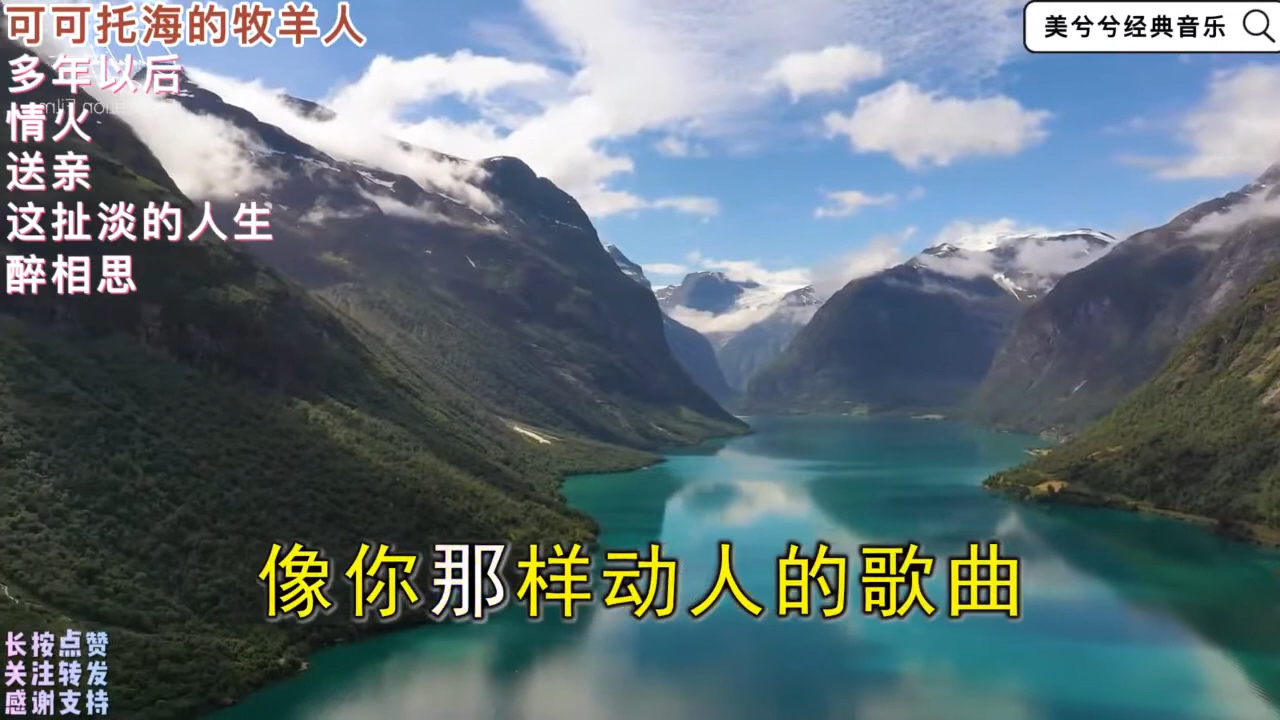 可可托海的牧羊人
美兮兮经典音乐
多年以后
情火
送亲
这扯淡的人生
醉相思
像你那样动人的歌曲
长按点赞
关注转发
感谢支持